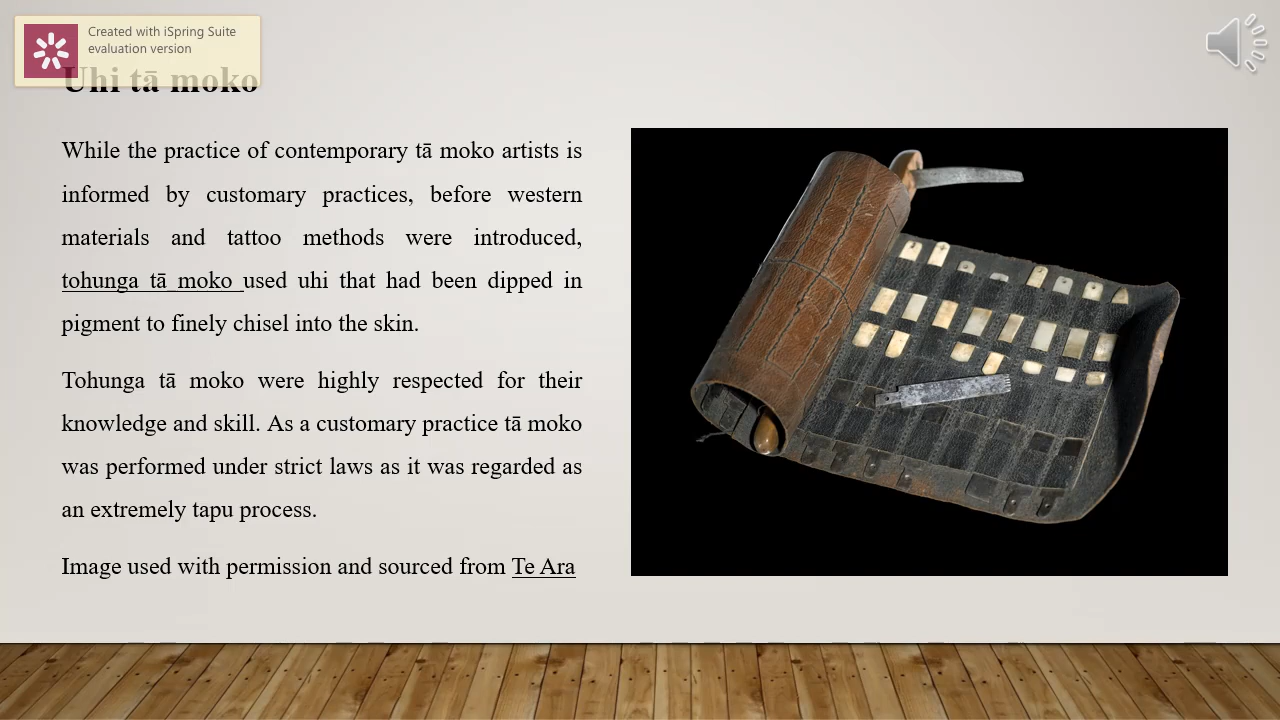 Created with iSpring Suite
evaluation version
Uhi tā moko
While the practice of contemporary tā moko artists is
informed by customary practices, before western
materials and tattoo methods were introduced,
tohunga tā moko used uhi that had been dipped in
pigment to finely chisel into the skin.
Tohunga tā moko were highly respected for their
knowledge and skill. As a customary practice tā moko
was performed under strict laws as it was regarded as
an extremely tapu process.
Image used with permission and sourced from Te Ara